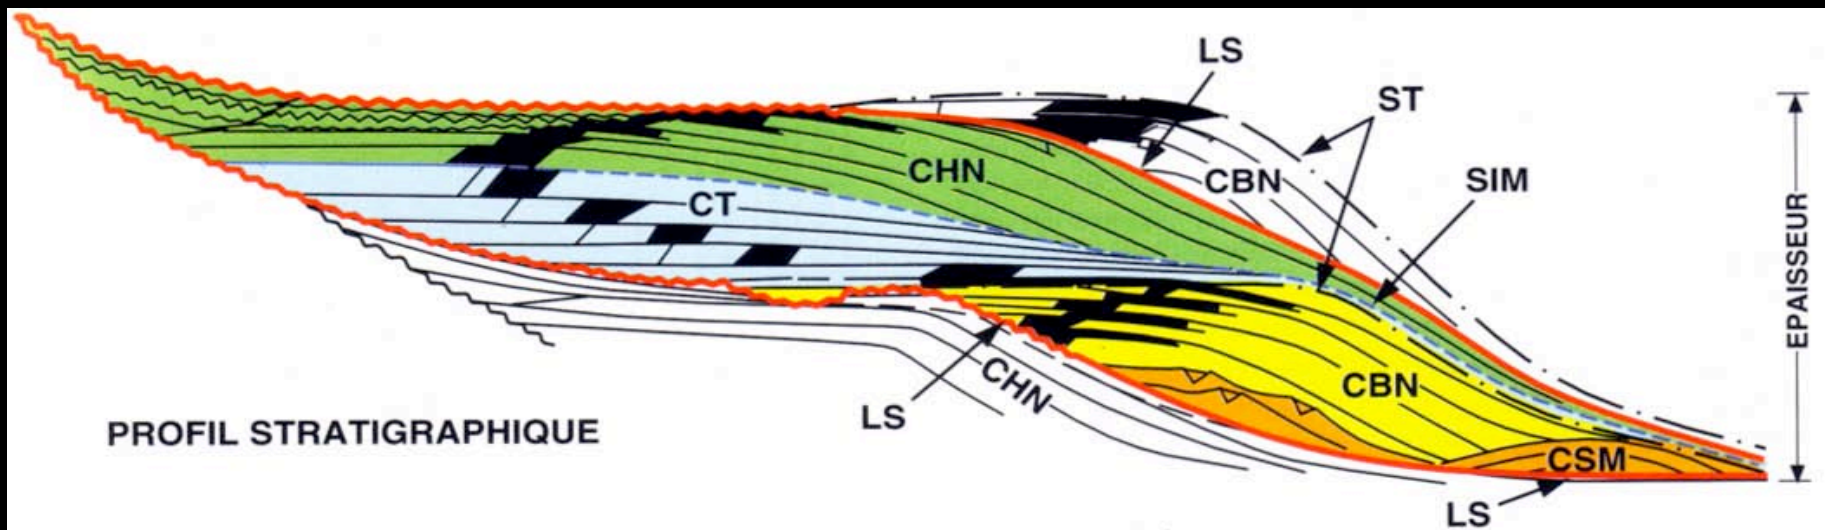 LS
ST
CHN
CBN
SIM
CT
EPAISSEUR
CHN
CBN
LS
PROFIL STRATIGRAPHIQUE
CSM
LS